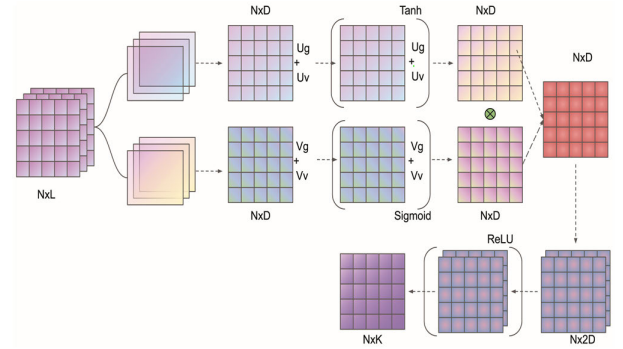 NxD
Tanh
NxD
Ug
+
Uv
Ug
+
Uv
NxD
NxL
Vg
+
Vv
Vg
+
Vv
NxD
Sigmoid
NxD
ReLU
NxK
Nx2D